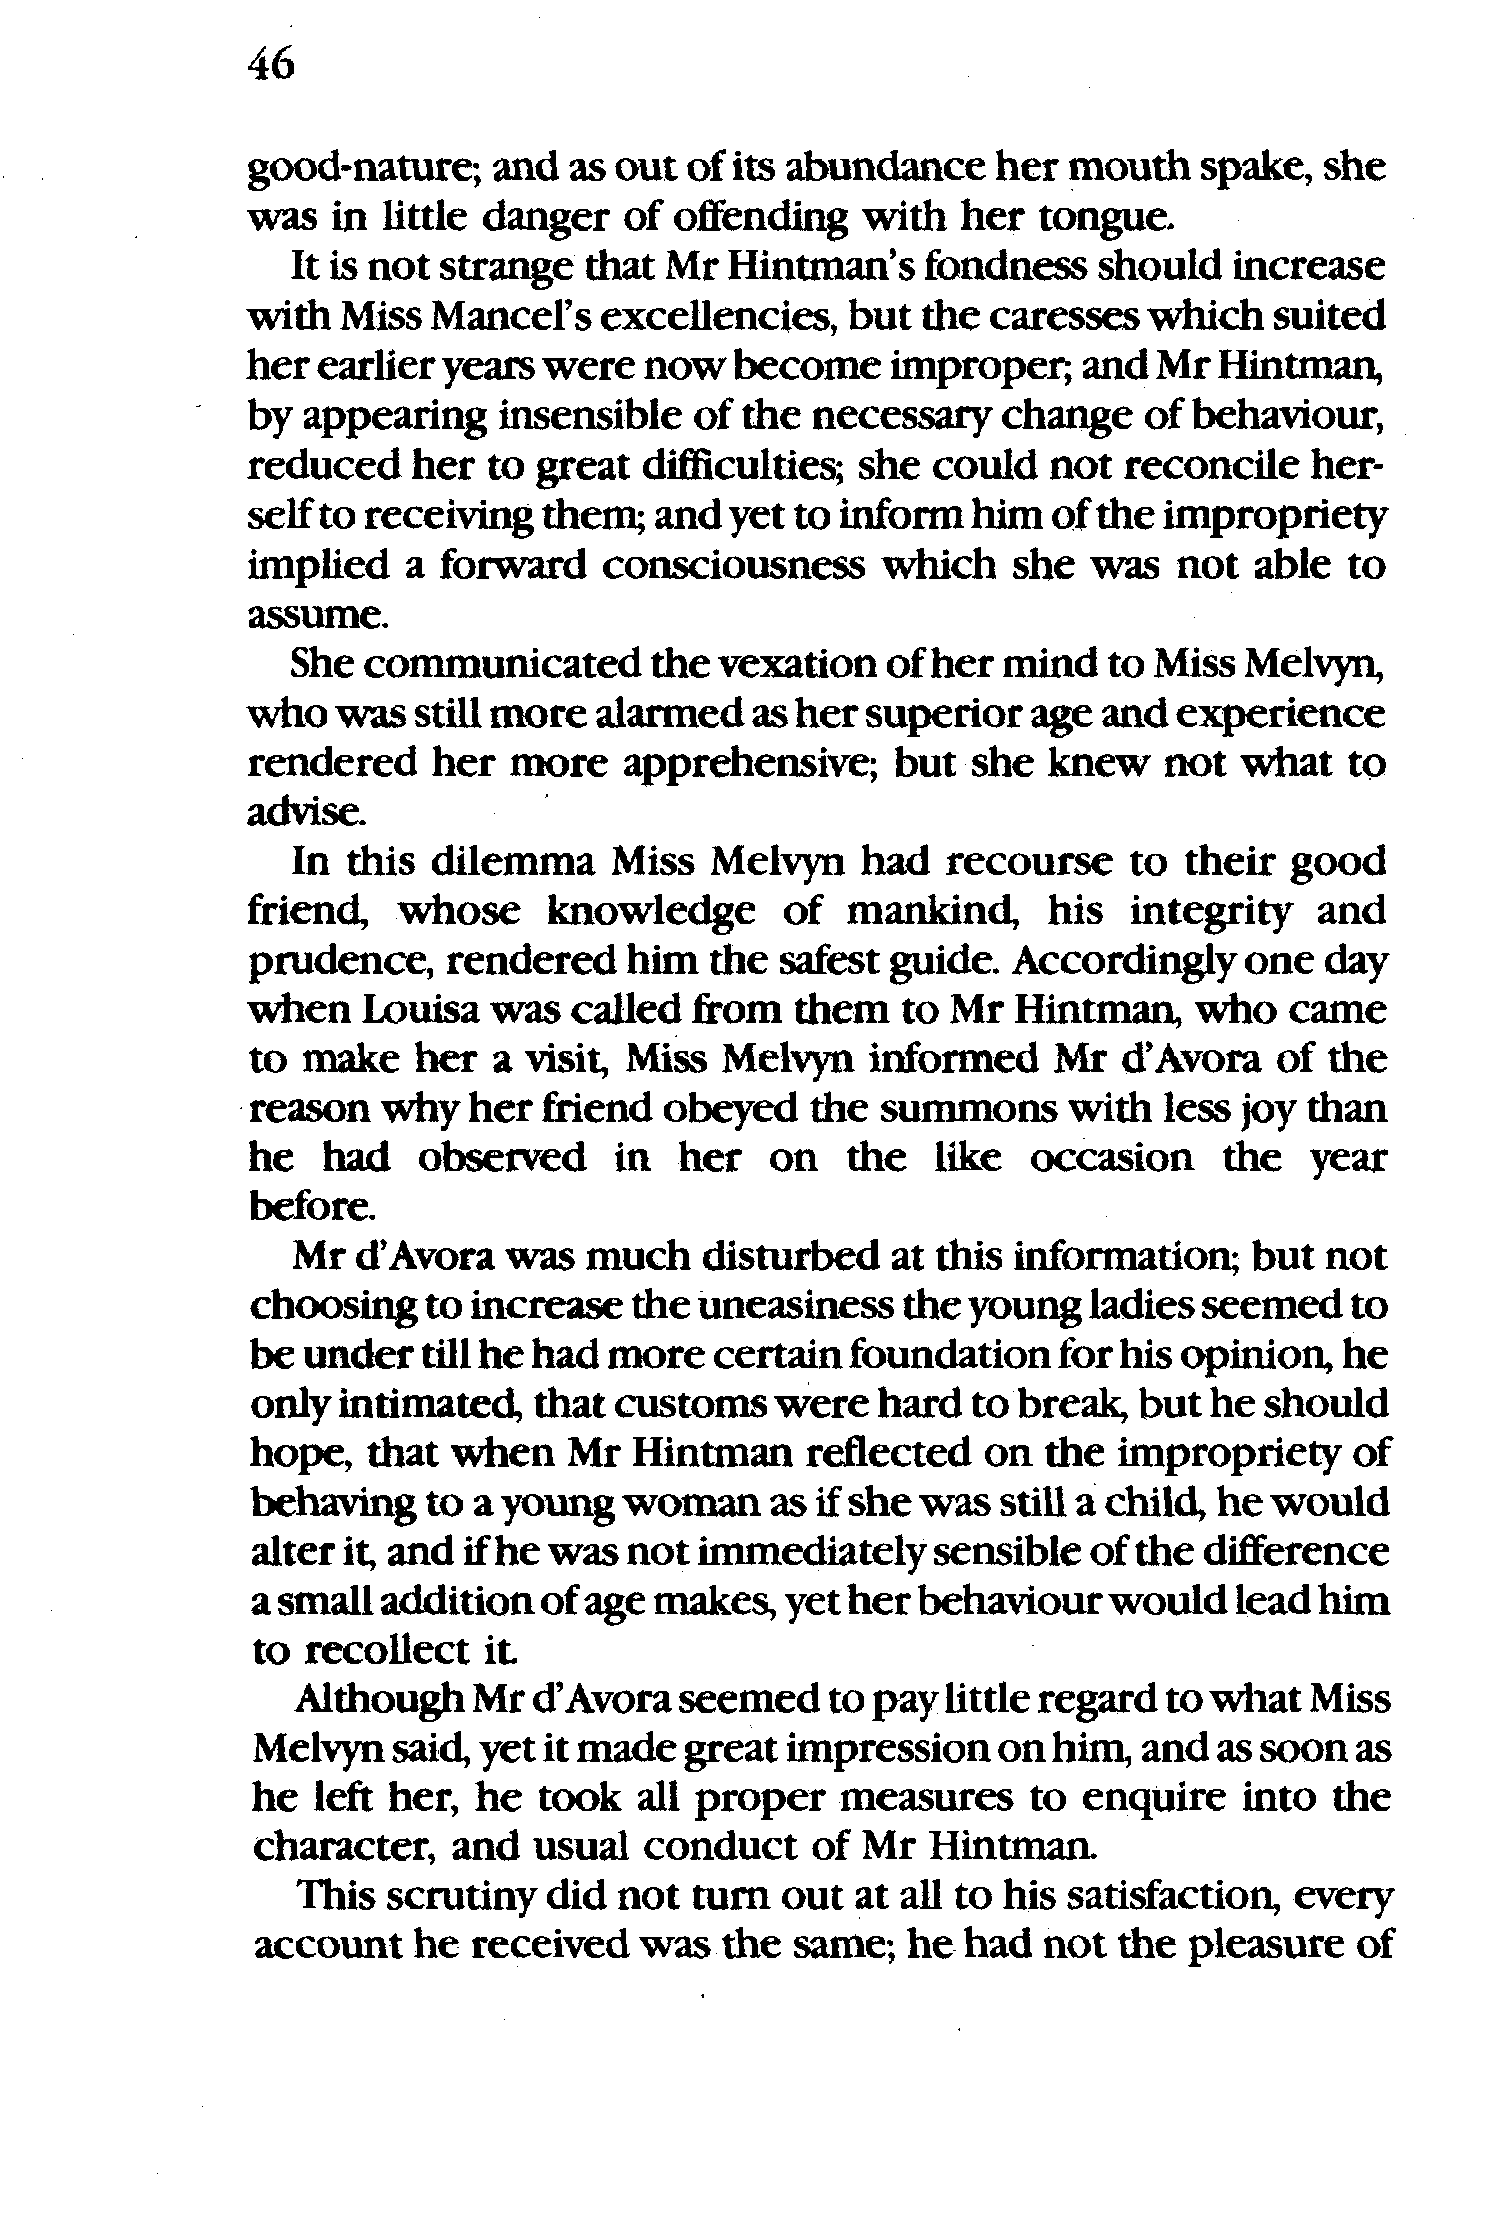 46
good-nature; and as out of its abundance her mouth spake, she
was in little danger of offending with her tongue.
It is not strange that Mr Hintman's fondness should increase
with Miss Mancel's excellencies, but the caresses which suited
her earlier years were now become improper; and Mr Hintman,
by appearing insensible of the necessary change of behaviour,
reduced her to great difficulties; she could not reconcile her-
self to receiving them; and yet to inform him of the impropriety
implied a forward consciousness which she was not able to
assume.
She communicated the vexation of her mind to Miss Melvyn,
who was still more alarmed as her superior age and experience
rendered her more apprehensive; but she knew not what to
advise.
In this dilemma Miss Melvyn had recourse to their good
friend, whose knowledge of mankind, his integrity and
prudence, rendered him the safest guide. Accordingly one day
when Louisa was called from them to Mr Hintman, who came
to make her a visit, Miss Melvyn informed Mr d'Avora of the
reason why her friend obeyed the summons with less joy than
he had observed in her on the like occasion the year
before.
Mr d'Avora was much disturbed at this information; but not
choosing to increase the uneasiness the young ladies seemed to
be under till he had more certain foundation for his opinion, he
only intimated, that customs were hard to break, but he should
hope, that when Mr Hintman reflected on the impropriety of
behaving to a young woman as if she was still a child, he would
alter it, and if he was not immediately sensible of the difference
a small addition of age makes, yet her behaviour would lead him
to recollect it.
Although Mr d'Avora seemed to pay little regard to what Miss
Melvyn said, yet it made great impression on him, and as soon as
he left her, he took all proper measures to enquire into the
character, and usual conduct of Mr Hintman.
This scrutiny did not turn out at all to his satisfaction, every
account he received was the same; he had not the pleasure of